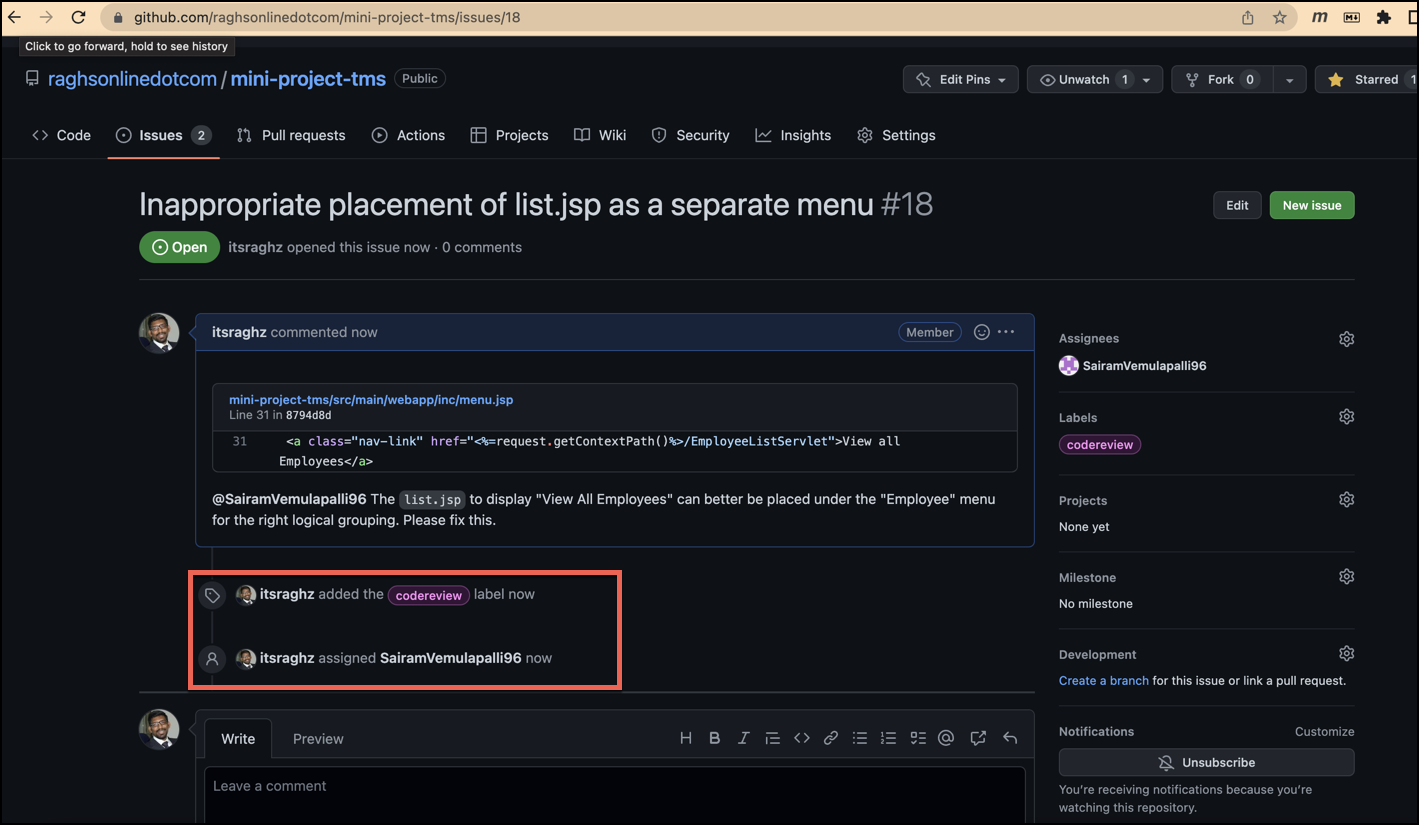 github.com/raghsonlinedotcom/mini-project-tms/issues/18
Click to go forward, hold to see history
raghsonlinedotcom / mini-project-tms Public
Edit Pins Unwatch 1 Fork 0 Starred 1
Code Issues 2 Pull requests Actions Projects Wiki Security Insights Settings
Inappropriate placement of list.jsp as a separate menu #18
Edit New issue
Open itsraghz opened this issue now · 0 comments
itsraghz commented now Member
mini-project-tms/src/main/webapp/inc/menu.jsp
Line 31 in 8794d8d
31 <a class="nav-link" href="<%=request.getContextPath()%>/EmployeeListServlet">View all
Employees</a>
@SairamVemulapalli96 The list.jsp to display "View All Employees" can better be placed under the "Employee" menu
for the right logical grouping. Please fix this.
itsraghz added the codereview label now
itsraghz assigned SairamVemulapalli96 now
Write Preview
Leave a comment
Assignees
SairamVemulapalli96
Labels
codereview
Projects
None yet
Milestone
No milestone
Development
Create a branch for this issue or link a pull request.
Notifications Customize
Unsubscribe
You're receiving notifications because you're
watching this repository.